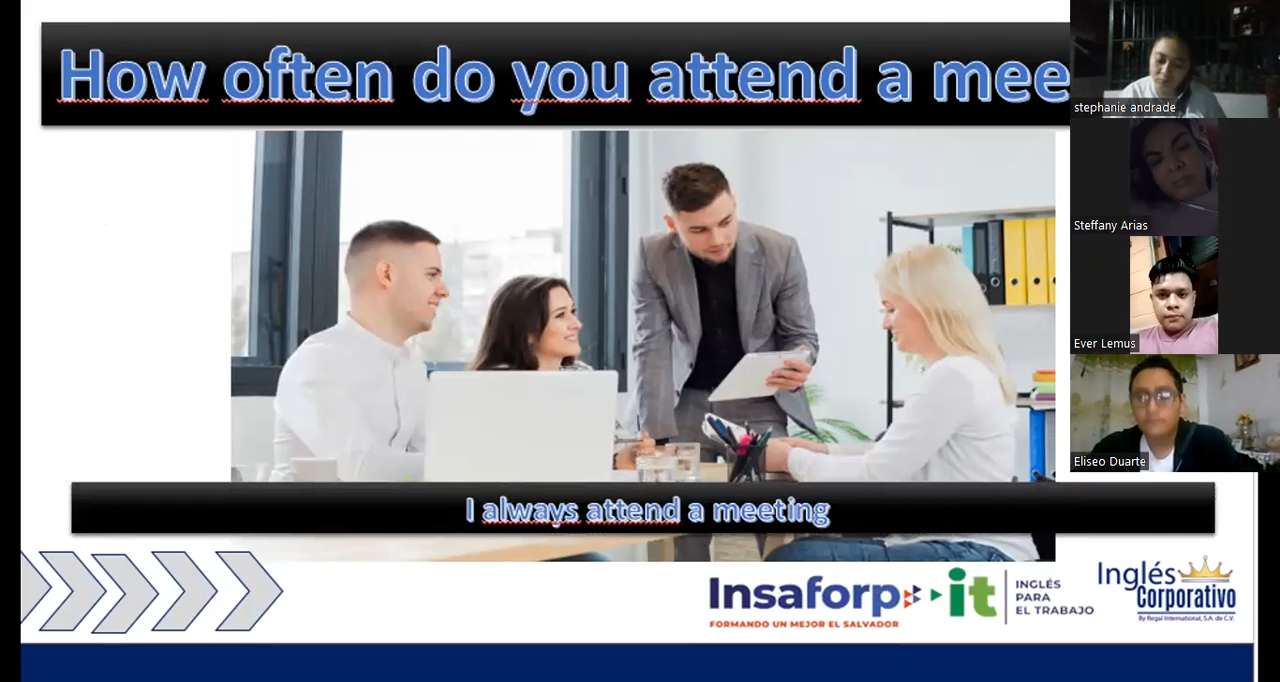 How often do you attend a mee
stephanie andrade
Steffany Arias
Ever Lemus
Eliseo Duarte
I always attend a meeting
Insaforp
FORMANDO UN MEJOR EL SALVADOR
it
INGLÉS
PARA
EL TRABAJO
Inglés
Corporativo
By Regal International, S.A. de C.V.